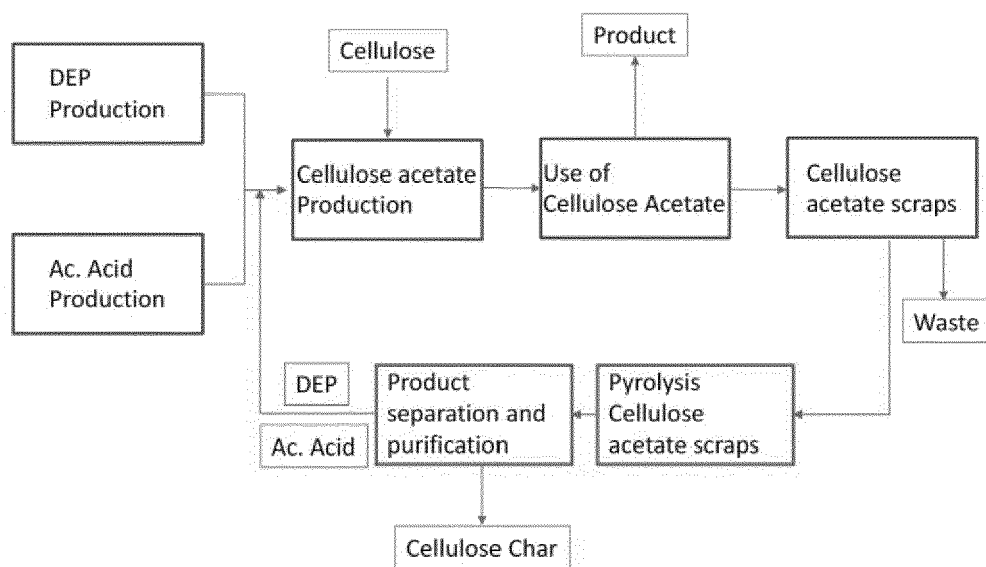 DEP
Production
Cellulose
Product
Cellulose acetate
Production
Use of
Cellulose Acetate
Cellulose
acetate scraps
Ac. Acid
Production
Waste
DEP
Ac. Acid
Product
separation and
purification
Pyrolysis
Cellulose
acetate scraps
Cellulose Char